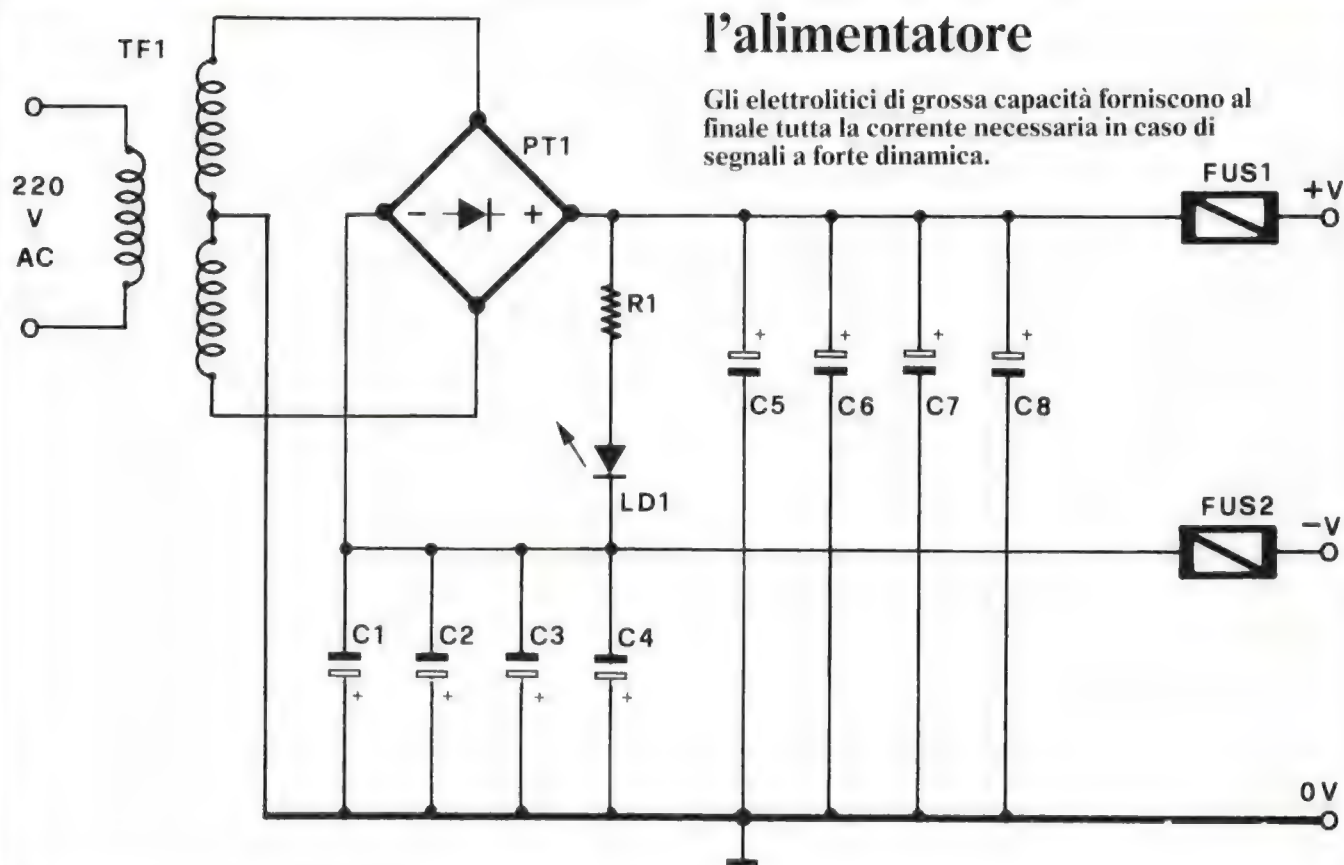 l'alimentatore
Gli elettrolitici di grossa capacità forniscono al
finale tutta la corrente necessaria in caso di
segnali a forte dinamica.
TF1
220
V
AC
PT1
- +
R1
LD1
FUS1
+V
+ + + +
C5 C6 C7 C8
FUS2
-V
C1 C2 C3 C4
+ + + +
0V